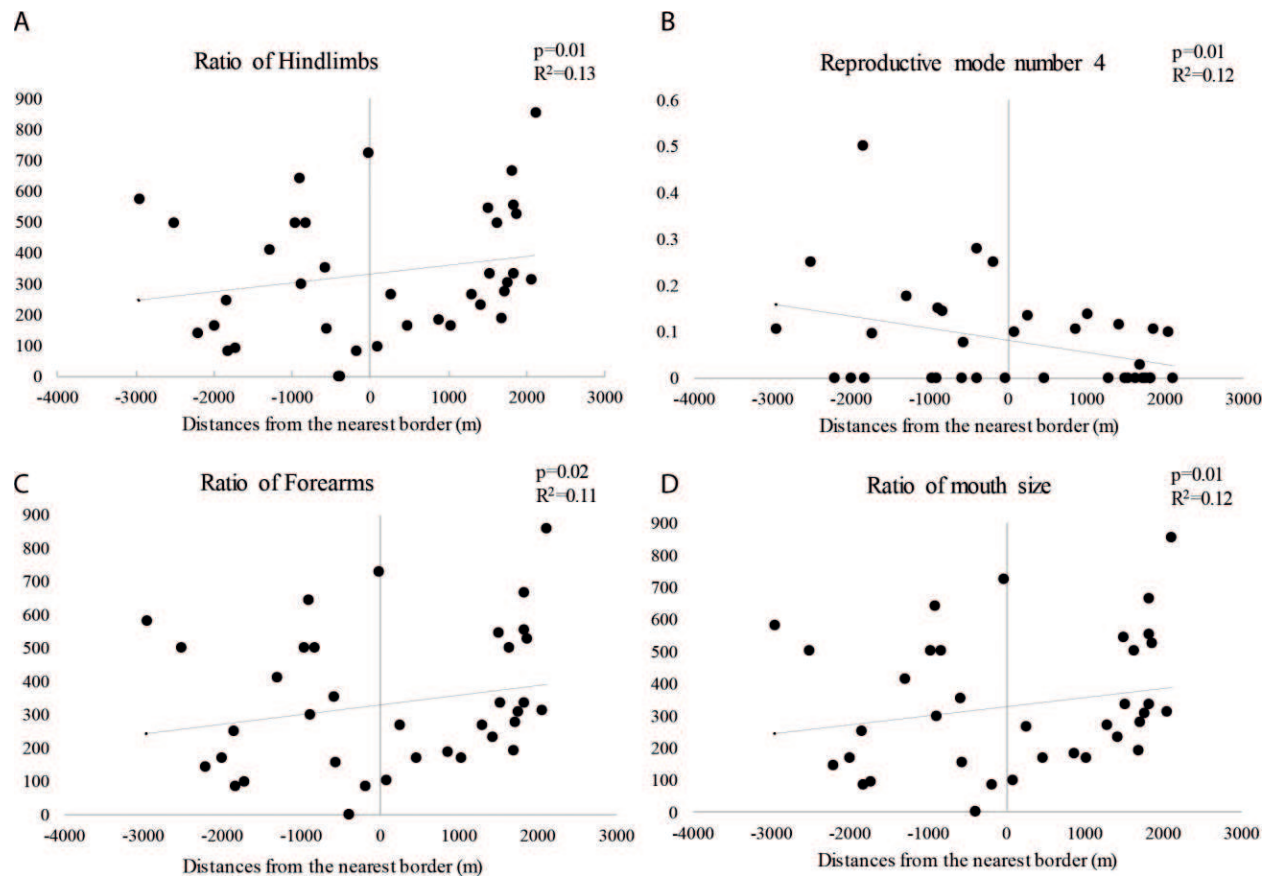 A
Ratio of Hindlimbs
p=0.01
R²=0.13
900
800
700
600
500
400
300
200
100
0
-4000 -3000 -2000 -1000 0 1000 2000 3000
Distances from the nearest border (m)
B
Reproductive mode number 4
p=0.01
R²=0.12
0.6
0.5
0.4
0.3
0.2
0.1
0
-4000 -3000 -2000 -1000 0 1000 2000 3000
Distances from the nearest border (m)
C
Ratio of Forearms
p=0.02
R²=0.11
900
800
700
600
500
400
300
200
100
0
-4000 -3000 -2000 -1000 0 1000 2000 3000
Distances from the nearest border (m)
D
Ratio of mouth size
p=0.01
R²=0.12
900
800
700
600
500
400
300
200
100
0
-4000 -3000 -2000 -1000 0 1000 2000 3000
Distances from the nearest border (m)